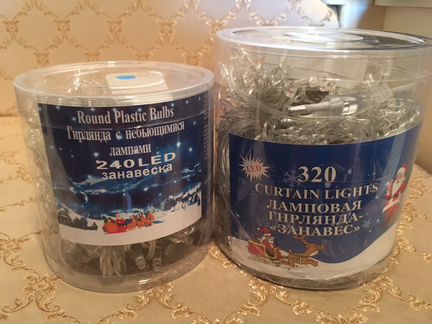 Round Plastic Bulbs
Гирлянда с небьющимися
лампами
240LED
занавеска
320
CURTAIN LIGHTS
ЛАМПОВАЯ
ГИРЛЯНДА-
«ЗАНАВЕС»